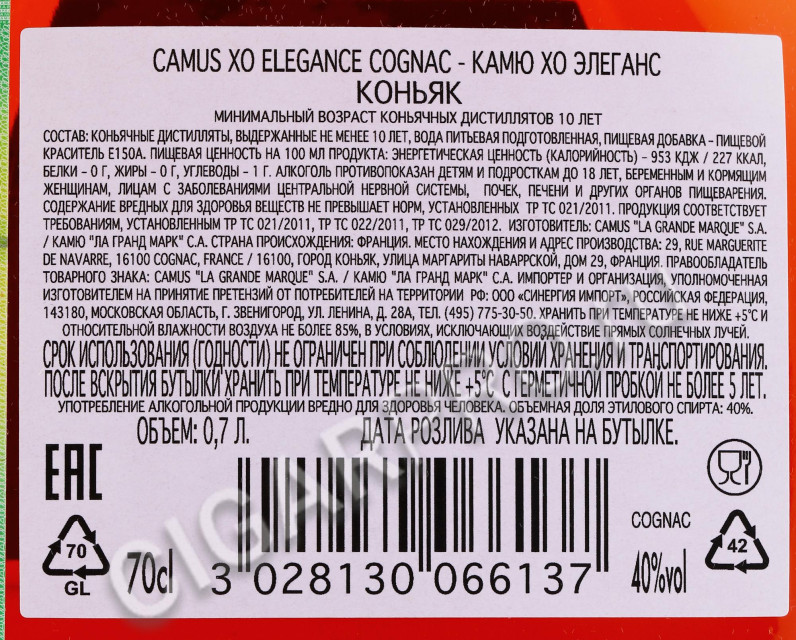 CAMUS XO ELEGANCE COGNAC - КАМЮ ХО ЭЛЕГАНС
КОНЬЯК
МИНИМАЛЬНЫЙ ВОЗРАСТ КОНЬЯЧНЫХ ДИСТИЛЛЯТОВ 10 ЛЕТ
СОСТАВ: КОНЬЯЧНЫЕ ДИСТИЛЛЯТЫ, ВЫДЕРЖАННЫЕ НЕ МЕНЕЕ 10 ЛЕТ, ВОДА ПИТЬЕВАЯ ПОДГОТОВЛЕННАЯ, ПИЩЕВАЯ ДОБАВКА – ПИЩЕВОЙ
КРАСИТЕЛЬ Е150А. ПИЩЕВАЯ ЦЕННОСТЬ НА 100 МЛ ПРОДУКТА: ЭНЕРГЕТИЧЕСКАЯ ЦЕННОСТЬ (КАЛОРИЙНОСТЬ) – 953 КДЖ / 227 ККАЛ,
БЕЛКИ – 0 Г, ЖИРЫ – 0 Г, УГЛЕВОДЫ – 1 Г. АЛКОГОЛЬ ПРОТИВОПОКАЗАН ДЕТЯМ И ПОДРОСТКАМ ДО 18 ЛЕТ, БЕРЕМЕННЫМ И КОРМЯЩИМ
ЖЕНЩИНАМ, ЛИЦАМ С ЗАБОЛЕВАНИЯМИ ЦЕНТРАЛЬНОЙ НЕРВНОЙ СИСТЕМЫ, ПОЧЕК, ПЕЧЕНИ И ДРУГИХ ОРГАНОВ ПИЩЕВАРЕНИЯ.
СОДЕРЖАНИЕ ВРЕДНЫХ ДЛЯ ЗДОРОВЬЯ ВЕЩЕСТВ НЕ ПРЕВЫШАЕТ НОРМ, УСТАНОВЛЕННЫХ ТР ТС 021/2011. ПРОДУКЦИЯ СООТВЕТСТВУЕТ
ТРЕБОВАНИЯМ, УСТАНОВЛЕННЫМ ТР ТС 021/2011, ТР ТС 022/2011, ТР ТС 029/2012. ИЗГОТОВИТЕЛЬ: CAMUS "LA GRANDE MARQUE" S.A.
/ КАМЮ "ЛА ГРАНД МАРК" С.А. СТРАНА ПРОИСХОЖДЕНИЯ: ФРАНЦИЯ. МЕСТО НАХОЖДЕНИЯ И АДРЕС ПРОИЗВОДСТВА: 29, RUE MARGUERITE
DE NAVARRE, 16100 COGNAC, FRANCE / 16100, ГОРОД КОНЬЯК, УЛИЦА МАРГАРИТЫ НАВАРРСКОЙ, ДОМ 29, ФРАНЦИЯ. ПРАВООБЛАДАТЕЛЬ
ТОВАРНОГО ЗНАКА: CAMUS "LA GRANDE MARQUE" S.A. / КАМЮ "ЛА ГРАНД МАРК" С.А. ИМПОРТЕР И ОРГАНИЗАЦИЯ, УПОЛНОМОЧЕННАЯ
ИЗГОТОВИТЕЛЕМ НА ПРИНЯТИЕ ПРЕТЕНЗИЙ ОТ ПОТРЕБИТЕЛЕЙ НА ТЕРРИТОРИИ РФ: ООО «СИНЕРГИЯ ИМПОРТ», РОССИЙСКАЯ ФЕДЕРАЦИЯ,
143180, МОСКОВСКАЯ ОБЛАСТЬ, Г. ЗВЕНИГОРОД, УЛ. ЛЕНИНА, Д. 28А, ТЕЛ. (495) 775-30-50. ХРАНИТЬ ПРИ ТЕМПЕРАТУРЕ НЕ НИЖЕ +5°С И
ОТНОСИТЕЛЬНОЙ ВЛАЖНОСТИ ВОЗДУХА НЕ БОЛЕЕ 85%, В УСЛОВИЯХ, ИСКЛЮЧАЮЩИХ ВОЗДЕЙСТВИЕ ПРЯМЫХ СОЛНЕЧНЫХ ЛУЧЕЙ.
СРОК ИСПОЛЬЗОВАНИЯ (ГОДНОСТИ) НЕ ОГРАНИЧЕН ПРИ СОБЛЮДЕНИИ УСЛОВИЙ ХРАНЕНИЯ И ТРАНСПОРТИРОВАНИЯ.
ПОСЛЕ ВСКРЫТИЯ БУТЫЛКИ ХРАНИТЬ ПРИ ТЕМПЕРАТУРЕ НЕ НИЖЕ +5°С С ГЕРМЕТИЧНОЙ ПРОБКОЙ НЕ БОЛЕЕ 5 ЛЕТ.
УПОТРЕБЛЕНИЕ АЛКОГОЛЬНОЙ ПРОДУКЦИИ ВРЕДНО ДЛЯ ЗДОРОВЬЯ ЧЕЛОВЕКА. ОБЪЕМНАЯ ДОЛЯ ЭТИЛОВОГО СПИРТА: 40%.
ОБЪЕМ: 0,7 Л. ДАТА РОЗЛИВА УКАЗАНА НА БУТЫЛКЕ.
EAC
COGNAC
70
42
GL
70cl
3 028130 066137
40%vol
CIGARPRO.RU